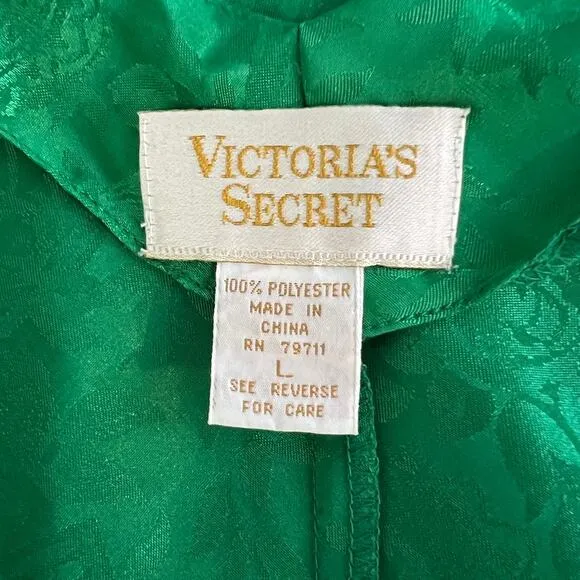 VICTORIA'S
SECRET
100% POLYESTER
MADE IN
CHINA
RN 79711
L
SEE REVERSE
FOR CARE